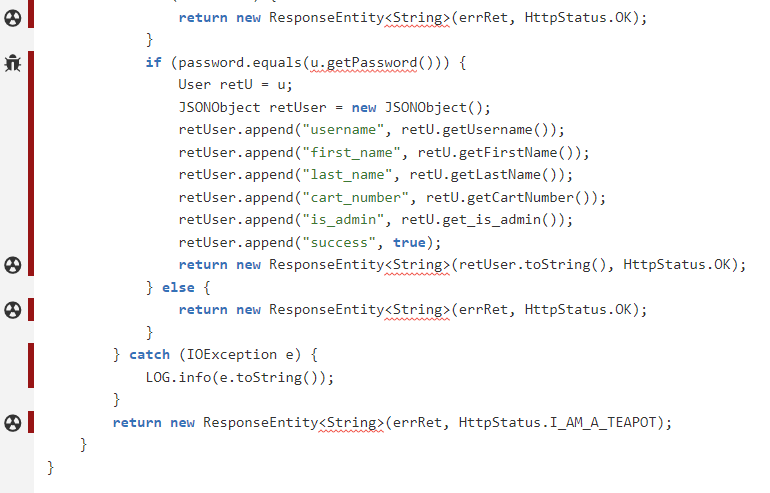 return new ResponseEntity<String>(errRet, HttpStatus.OK);
}
if (password.equals(u.getPassword())) {
User retU = u;
JSONObject retUser = new JSONObject();
retUser.append("username", retU.getUsername());
retUser.append("first_name", retU.getFirstName());
retUser.append("last_name", retU.getLastName());
retUser.append("cart_number", retU.getCartNumber());
retUser.append("is_admin", retU.get_is_admin());
retUser.append("success", true);
return new ResponseEntity<String>(retUser.toString(), HttpStatus.OK);
} else {
return new ResponseEntity<String>(errRet, HttpStatus.OK);
}
} catch (IOException e) {
LOG.info(e.toString());
}
return new ResponseEntity<String>(errRet, HttpStatus.I_AM_A_TEAPOT);
}
}